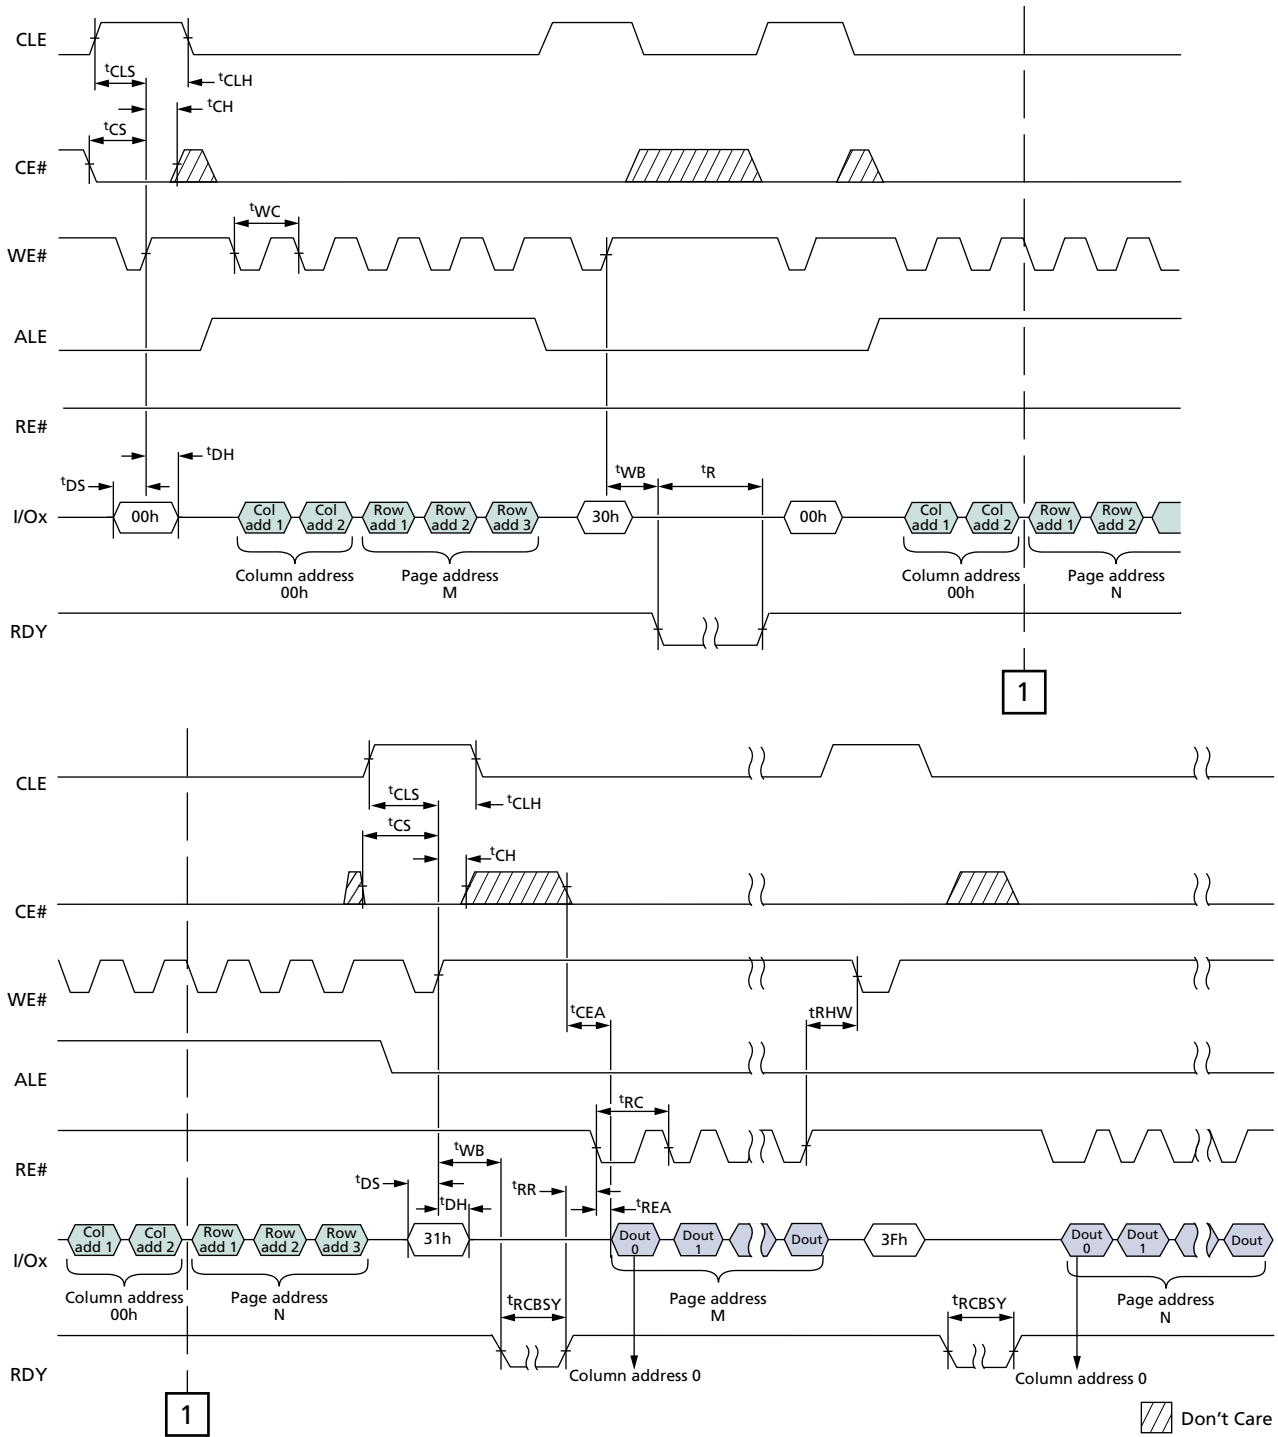 CLE
tCLS
tCLH
tCH
tCS
CE#
tWC
WE#
ALE
RE#
tDH
tDS
tWB
tR
I/Ox
00h
Col add 1
Col add 2
Row add 1
Row add 2
Row add 3
30h
00h
Col add 1
Col add 2
Row add 1
Row add 2
Column address 00h
Page address M
Column address 00h
Page address N
RDY
1
CLE
tCLS
tCLH
tCS
tCH
CE#
WE#
tCEA
tRHW
ALE
tRC
tWB
RE#
tDS
tDH
tRR
tREA
I/Ox
Col add 1
Col add 2
Row add 1
Row add 2
Row add 3
31h
Dout 0
Dout 1
Dout
3Fh
Dout 0
Dout 1
Dout
Column address 00h
Page address N
Page address M
Page address N
tRCBSY
tRCBSY
RDY
Column address 0
Column address 0
1
Don't Care